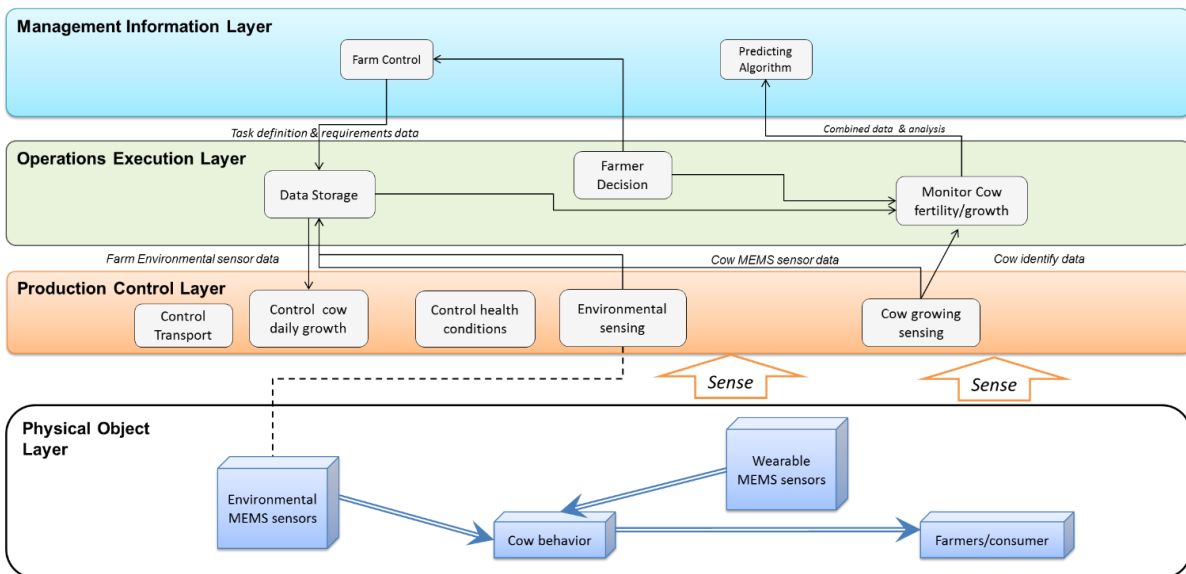 Management Information Layer
Farm Control
Predicting
Algorithm
Task definition & requirements data
Combined data & analysis
Operations Execution Layer
Data Storage
Farmer
Decision
Monitor Cow
fertility/growth
Farm Environmental sensor data
Cow MEMS sensor data
Cow identify data
Production Control Layer
Control
Transport
Control cow
daily growth
Control health
conditions
Environmental
sensing
Cow growing
sensing
Sense
Sense
Physical Object
Layer
Environmental
MEMS sensors
Wearable
MEMS sensors
Cow behavior
Farmers/consumer